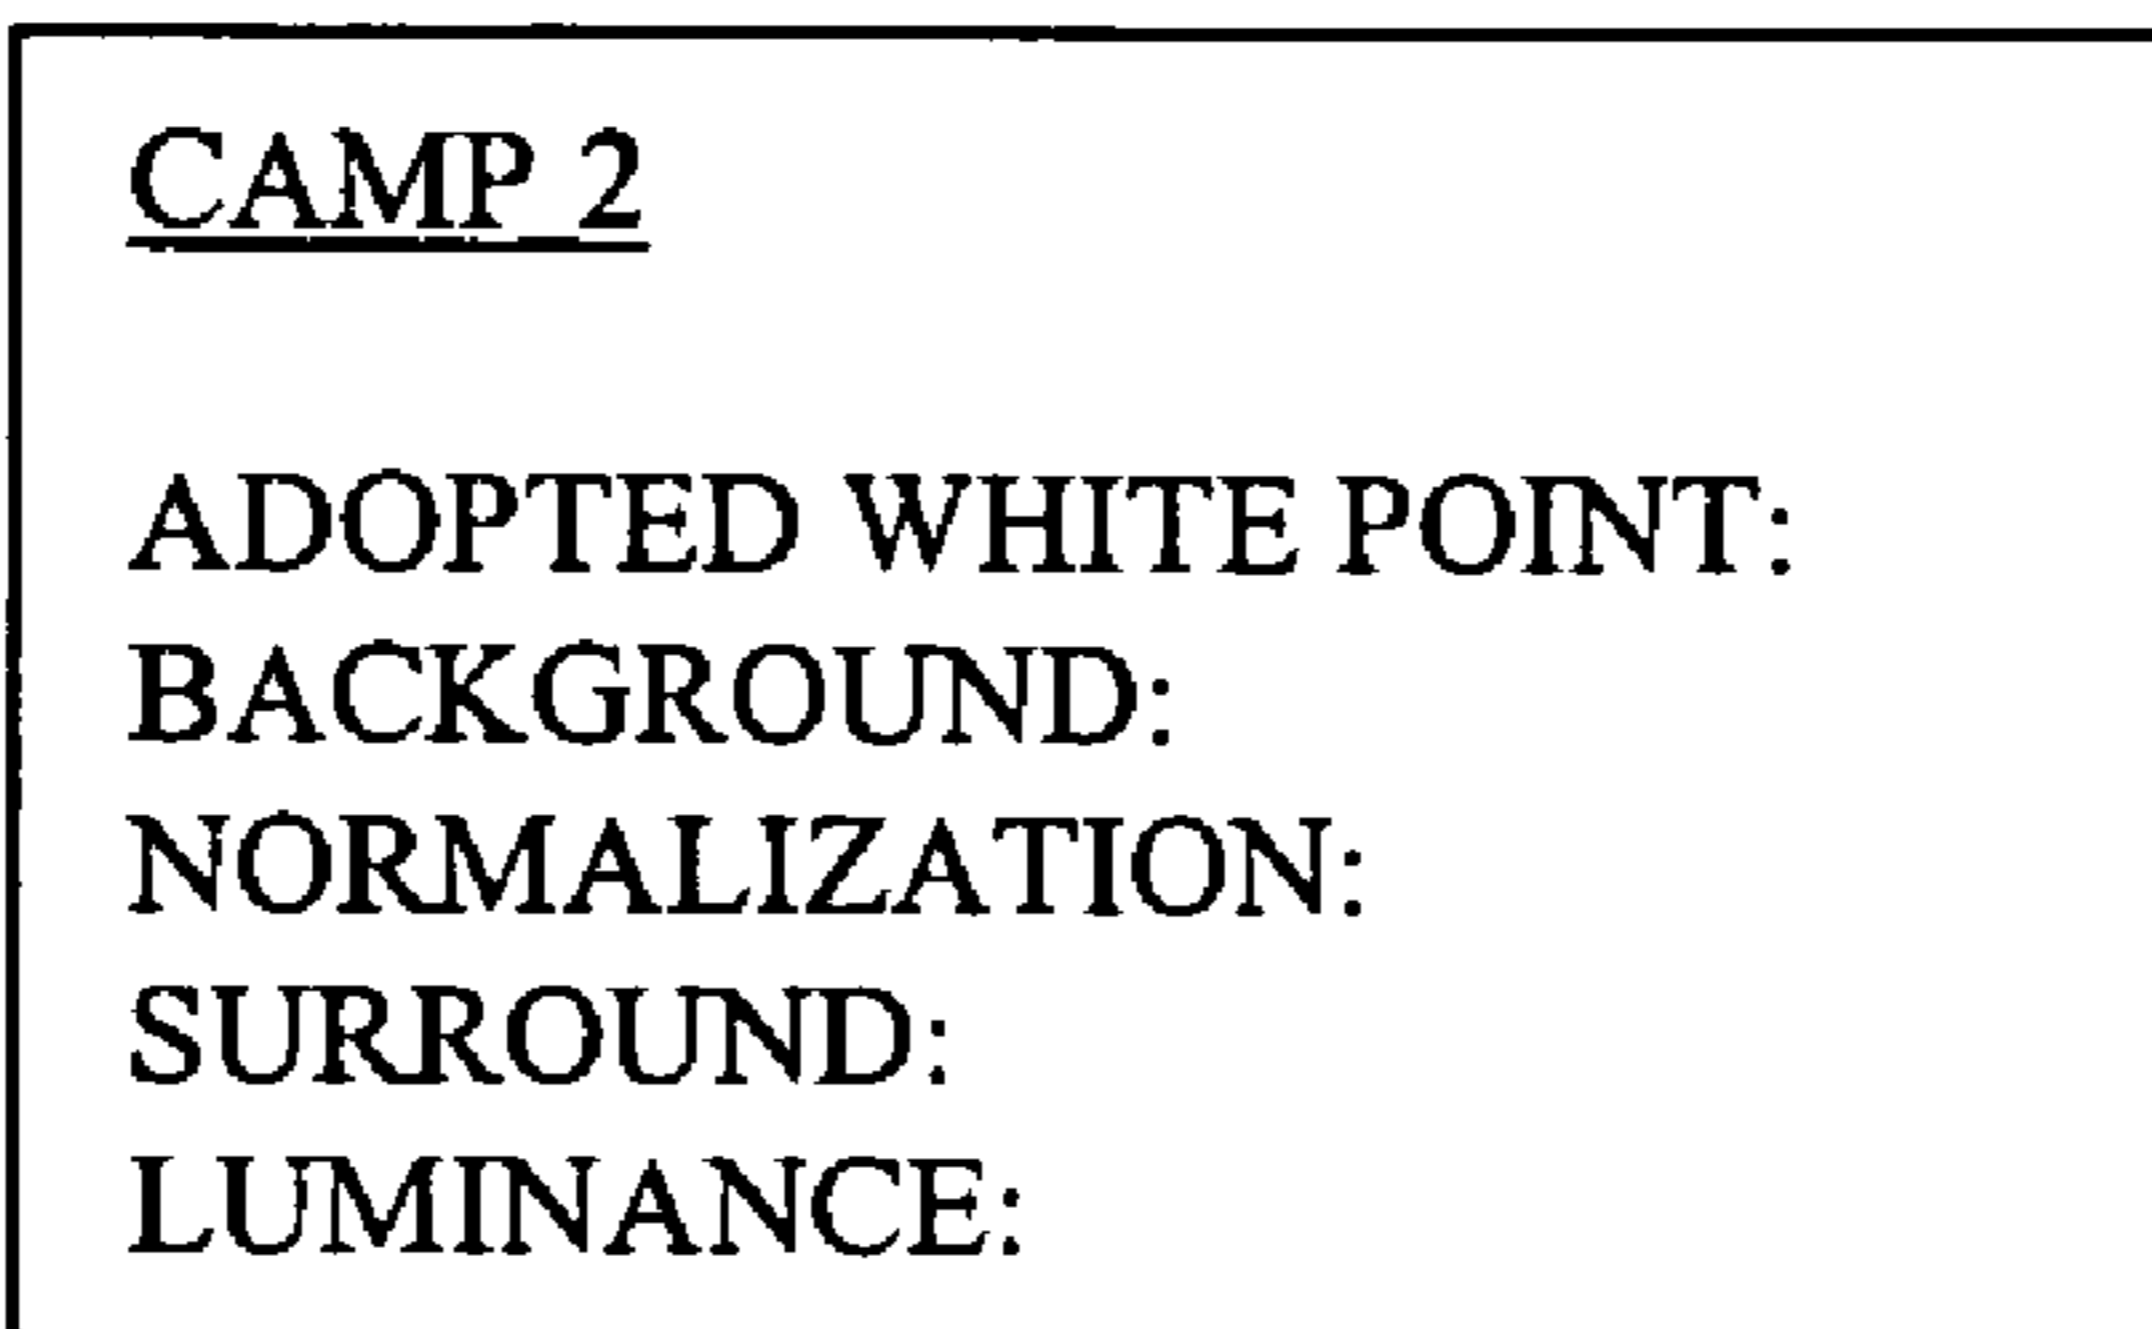 CAMP 2
ADOPTED WHITE POINT:
BACKGROUND:
NORMALIZATION:
SURROUND:
LUMINANCE: